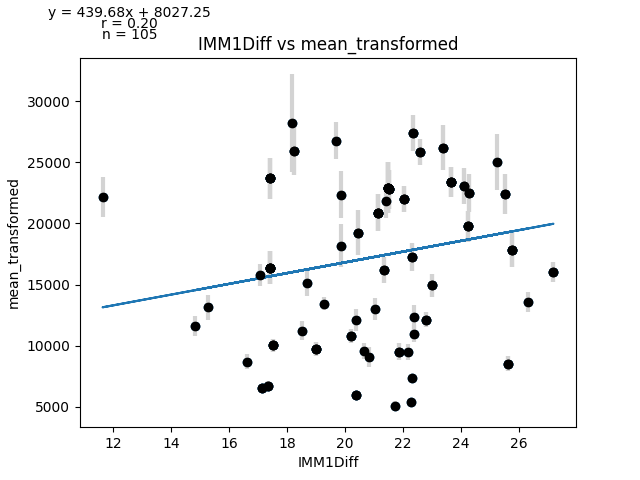 y = 439.68x + 8027.25
r = 0.20
n = 105
IMM1Diff vs mean_transformed
30000
25000
20000
15000
10000
5000
mean_transformed
12 14 16 18 20 22 24 26
IMM1Diff